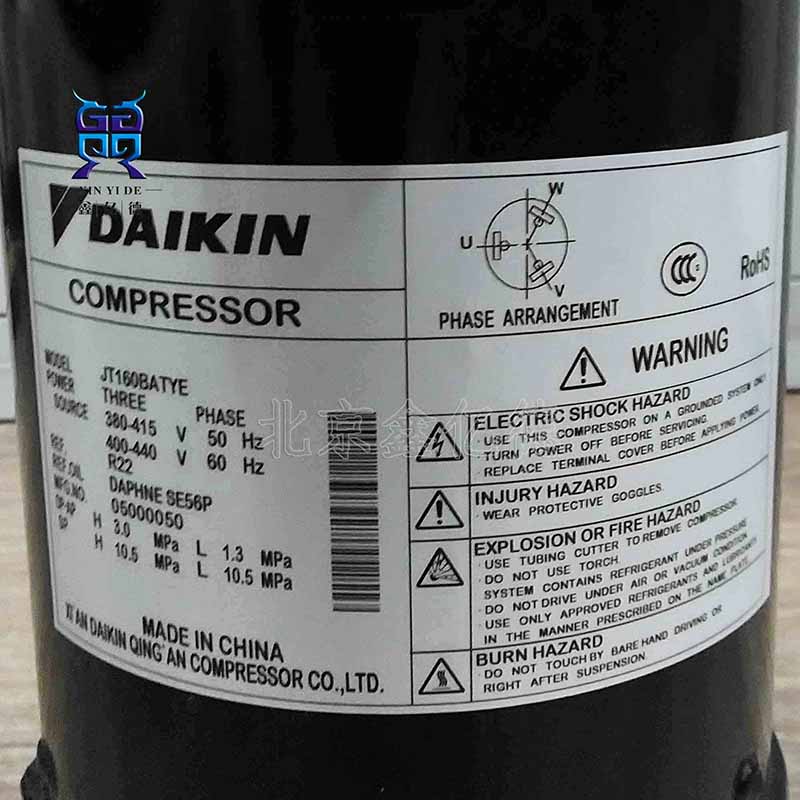 XIN YI DE
鑫亿德
DAIKIN
COMPRESSOR
MODEL JT160BATYE
POWER THREE PHASE
SOURCE 380-415 V 50 Hz
400-440 V 60 Hz
REF. R22
REF.OIL DAPHNE SE56P
MFG.NO. 05000050
OP-AP H 3.0 MPa L 1.3 MPa
SP H 10.5 MPa L 10.5 MPa
MADE IN CHINA
XI'AN DAIKIN QING'AN COMPRESSOR CO.,LTD.
W
U
V
PHASE ARRANGEMENT
CCC
RoHS
WARNING
北京鑫亿德
ELECTRIC SHOCK HAZARD
· USE THIS COMPRESSOR ON A GROUNDED SYSTEM ONLY.
· TURN POWER OFF BEFORE SERVICING.
· REPLACE TERMINAL COVER BEFORE APPLYING POWER.
INJURY HAZARD
· WEAR PROTECTIVE GOGGLES.
EXPLOSION OR FIRE HAZARD
· USE TUBING CUTTER TO REMOVE COMPRESSOR.
· DO NOT USE TORCH.
SYSTEM CONTAINS REFRIGERANT UNDER PRESSURE
· DO NOT DRIVE UNDER AIR OR VACUUM CONDITION
· USE ONLY APPROVED REFRIGERANTS AND LUBRICANTS
IN THE MANNER PRESCRIBED ON THE NAME PLATE.
BURN HAZARD
· DO NOT TOUCH BY BARE HAND DRIVING OR
RIGHT AFTER SUSPENSION.